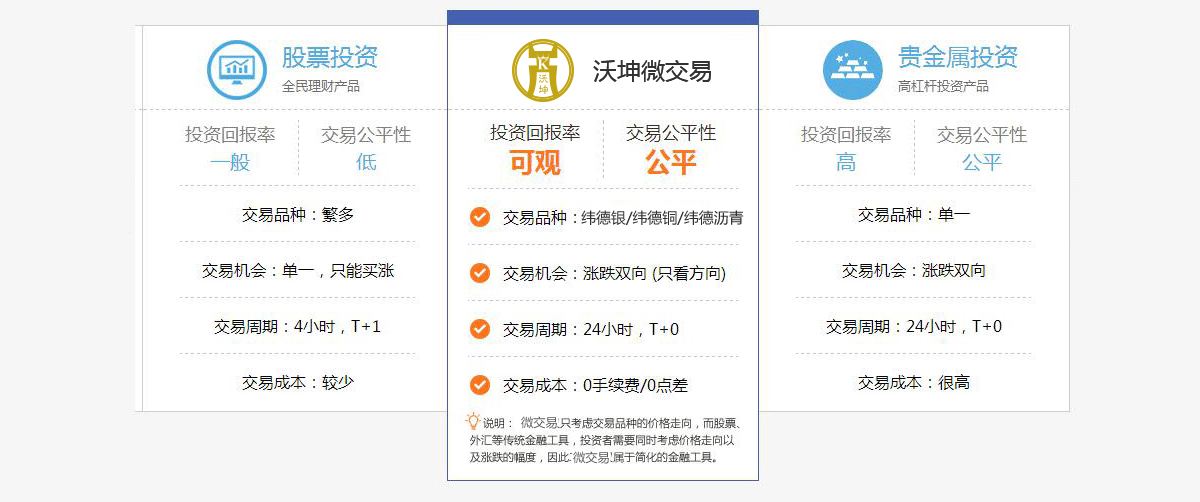 股票投资
全民理财产品
投资回报率
一般
交易公平性
低
交易品种：繁多
交易机会：单一，只能买涨
交易周期：4小时，T+1
交易成本：较少
K
沃
坤
沃坤微交易
投资回报率
可观
交易公平性
公平
交易品种：纬德银/纬德铜/纬德沥青
交易机会：涨跌双向 (只看方向)
交易周期：24小时，T+0
交易成本：0手续费/0点差
说明： 微交易只考虑交易品种的价格走向，而股票、
外汇等传统金融工具，投资者需要同时考虑价格走向以
及涨跌的幅度，因此微交易属于简化的金融工具。
贵金属投资
高杠杆投资产品
投资回报率
高
交易公平性
公平
交易品种：单一
交易机会：涨跌双向
交易周期：24小时，T+0
交易成本：很高